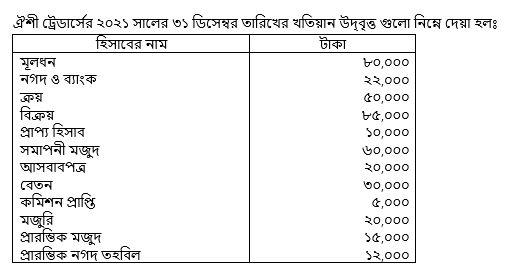 ঐশী ট্রেডার্সের ২০২১ সালের ৩১ ডিসেম্বর তারিখের খতিয়ান উদ্বৃত্ত গুলো নিম্নে দেয়া হলঃ
হিসাবের নাম টাকা
মূলধন ৮০,০০০
নগদ ও ব্যাংক ২২,০০০
ক্রয় ৫০,০০০
বিক্রয় ৮৫,০০০
প্রাপ্য হিসাব ১০,০০০
সমাপনী মজুদ ৬০,০০০
আসবাবপত্র ২০,০০০
বেতন ৩০,০০০
কমিশন প্রাপ্তি ৫,০০০
মজুরি ২০,০০০
প্রারম্ভিক মজুদ ১৫,০০০
প্রারম্ভিক নগদ তহবিল ১২,০০০